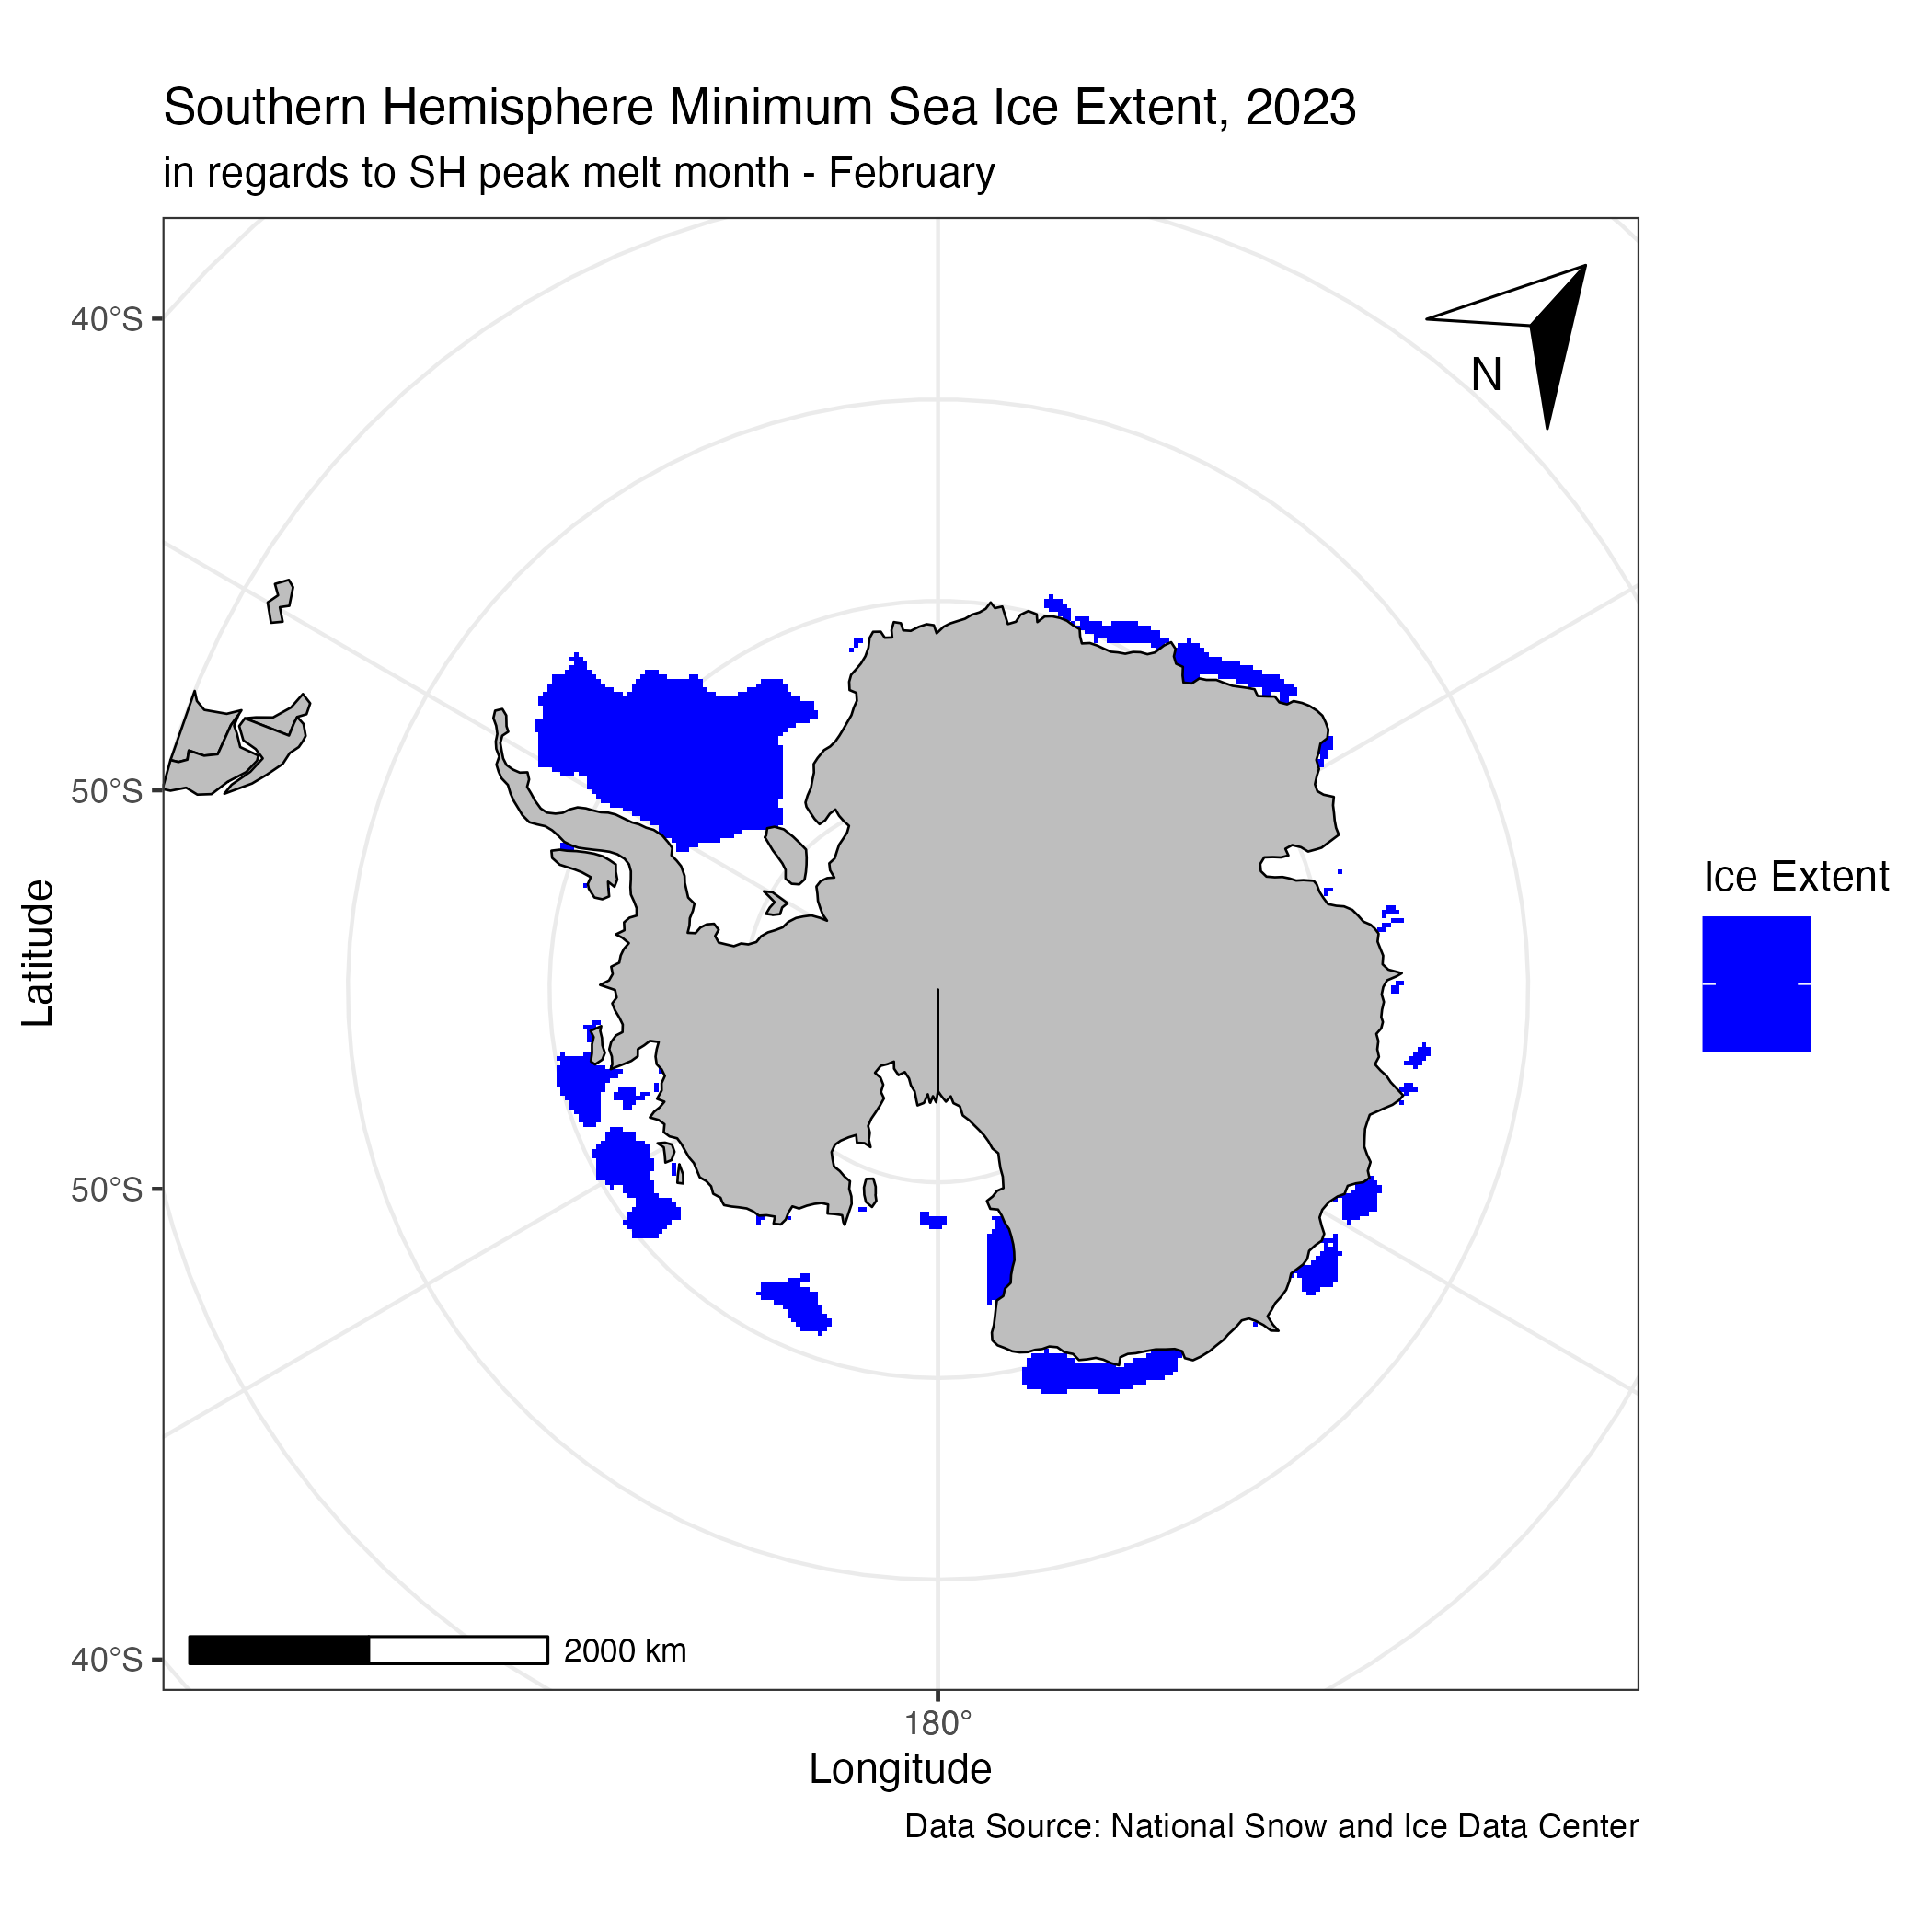 Southern Hemisphere Minimum Sea Ice Extent, 2023
in regards to SH peak melt month - February
N
40°S
50°S
50°S
40°S
Latitude
Ice Extent
2000 km
180°
Longitude
Data Source: National Snow and Ice Data Center